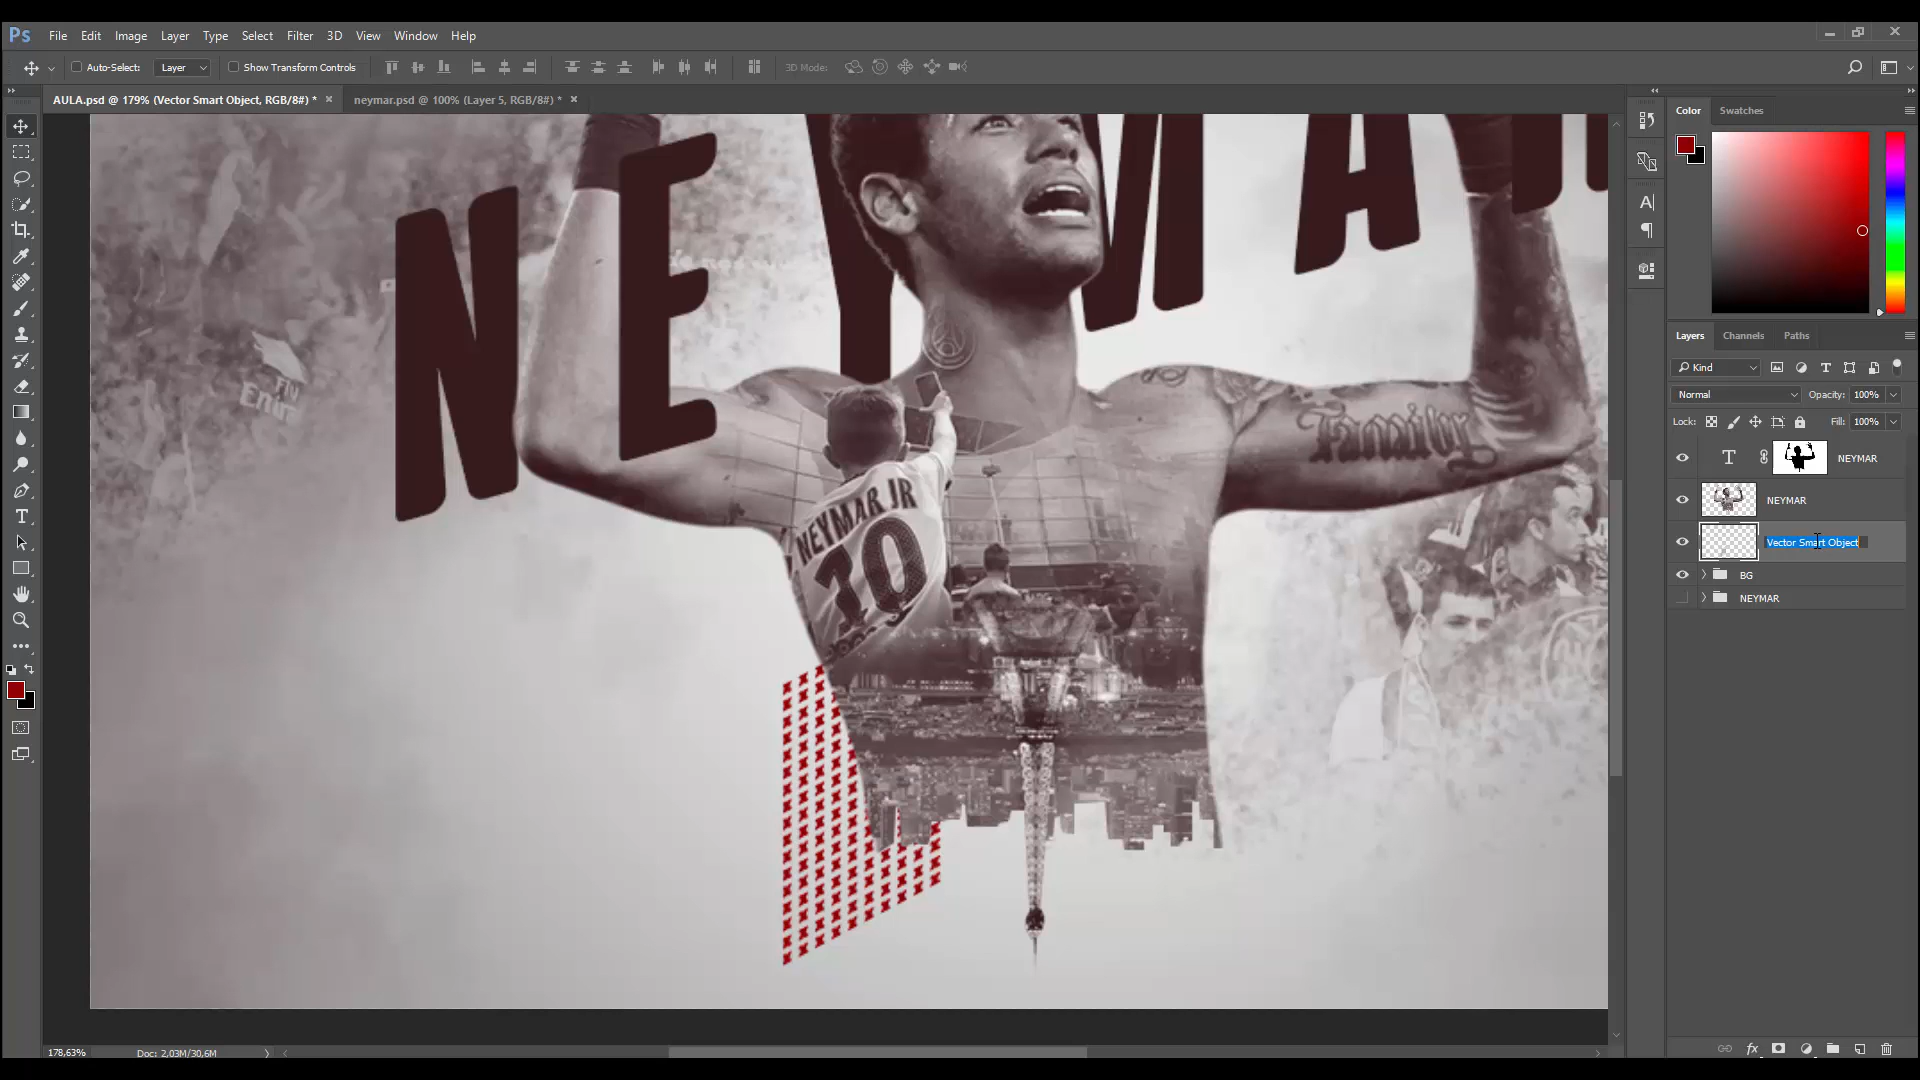 Ps File Edit Image Layer Type Select Filter 3D View Window Help
Auto-Select: Layer Show Transform Controls 3D Mode:
AULA.psd @ 179% (Vector Smart Object, RGB/8#) * × neymar.psd @ 100% (Layer 5, RGB/8#) * ×
Color Swatches
NEYMA
FLY
Emir
Family
NEYMAR JR
10
Layers Channels Paths
Kind
Normal Opacity: 100%
Lock: Fill: 100%
NEYMAR
NEYMAR
Vector Smart Object
BG
NEYMAR
178,63% Doc: 2,03M/30,6M